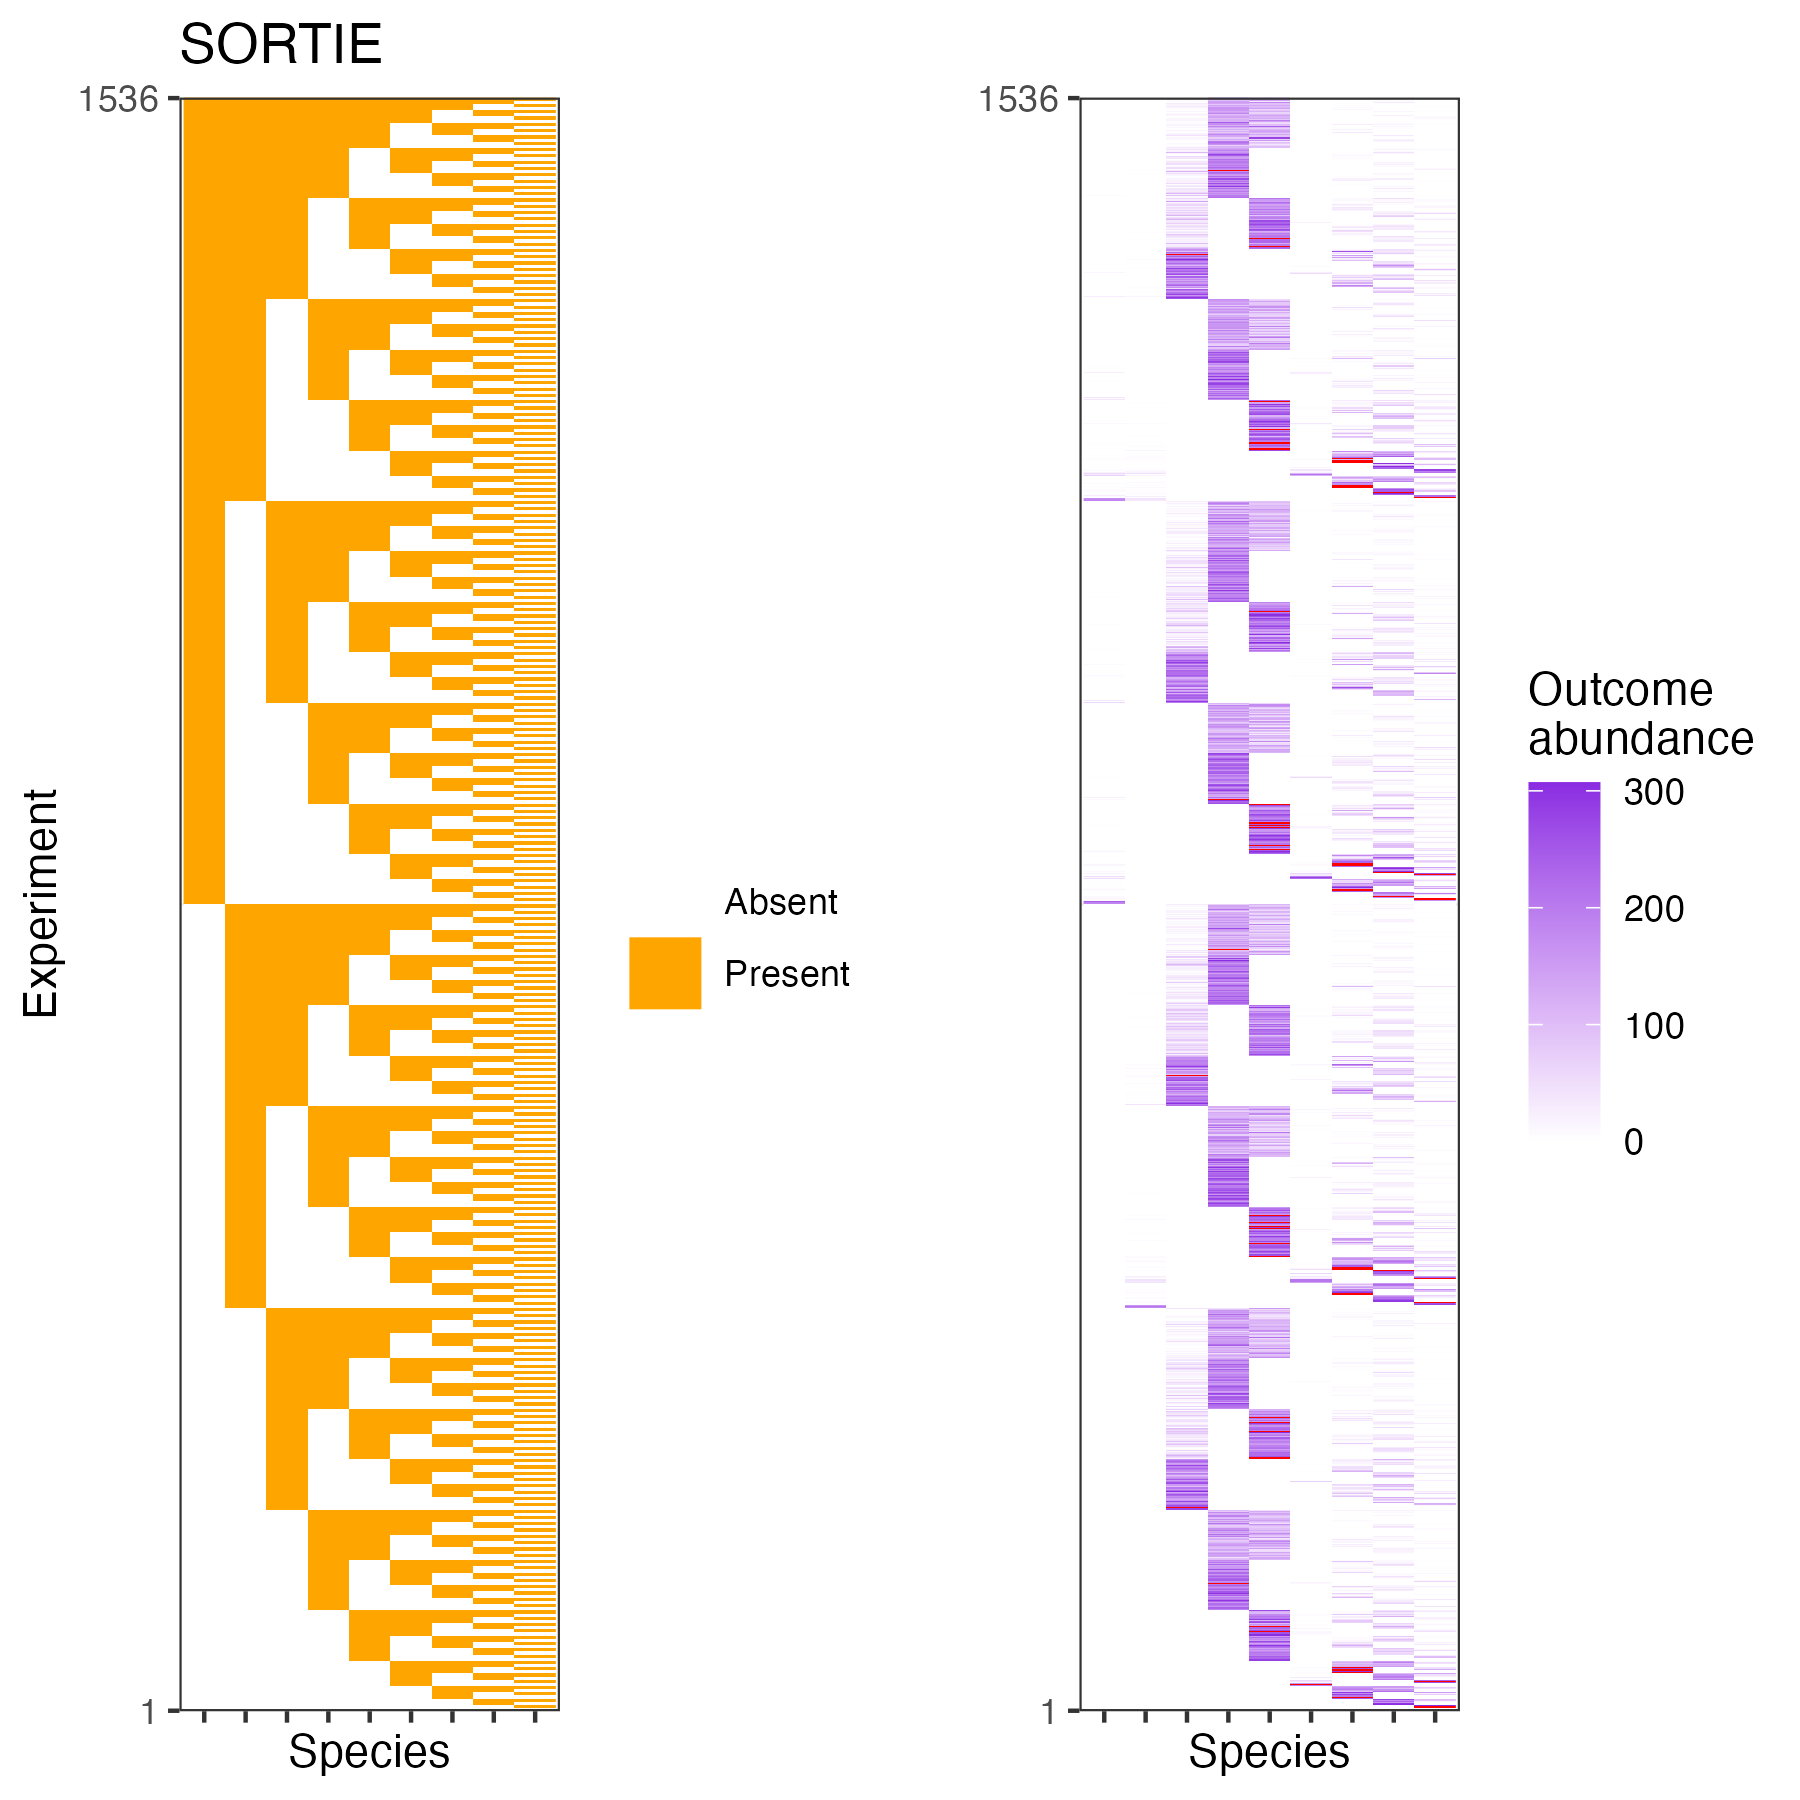 SORTIE
1536
1
Experiment
Species
Absent
Present
1536
1
Species
Outcome
abundance
300
200
100
0